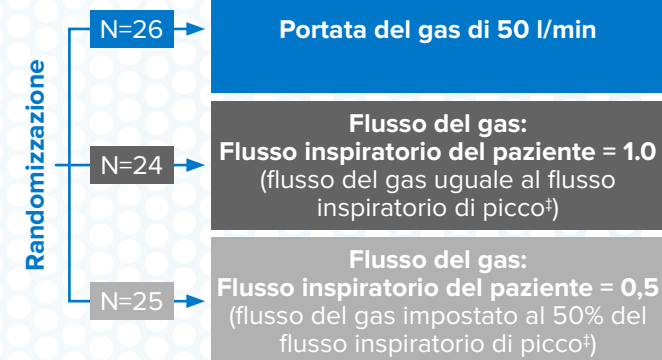 Randomizzazione
N=26
Portata del gas di 50 l/min
N=24
Flusso del gas:
Flusso inspiratorio del paziente = 1.0
(flusso del gas uguale al flusso
inspiratorio di picco‡)
N=25
Flusso del gas:
Flusso inspiratorio del paziente = 0,5
(flusso del gas impostato al 50% del
flusso inspiratorio di picco‡)